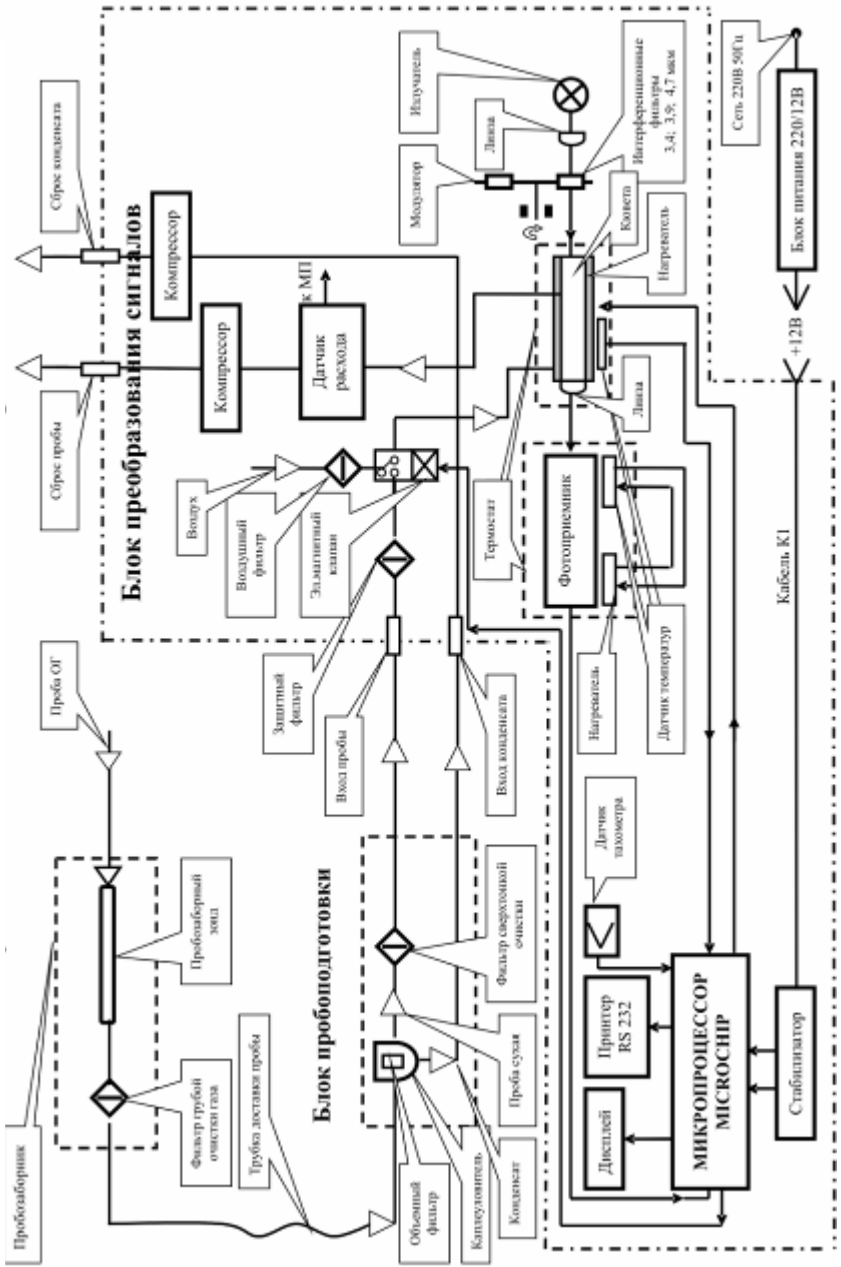 Пробозаборник
Фильтр грубой
очистки газа
Пробозаборный
зонд
Проба ОГ
Трубка доставки пробы
Блок пробоподготовки
Объемный
фильтр
Каплеуловитель
Конденсат
Проба сухая
Фильтр сверхтонкой
очистки
Вход пробы
Вход конденсата
Защитный
фильтр
Блок преобразования сигналов
Сброс пробы
Сброс конденсата
Воздух
Воздушный
фильтр
Эл.магнитный
клапан
Компрессор
Компрессор
Датчик
расхода
к МП
Модулятор
Линза
Излучатель
Интерференционные
фильтры
3,4; 3,9; 4,7 мкм
Кювета
Нагреватель
Термостат
Фотоприемник
Линза
Нагреватель
Датчик температур
Дисплей
Принтер
RS 232
Датчик
тахометра
МИКРОПРОЦЕССОР
MICROCHIP
Стабилизатор
Кабель К1
+12В
Блок питания 220/12В
Сеть 220В 50Гц